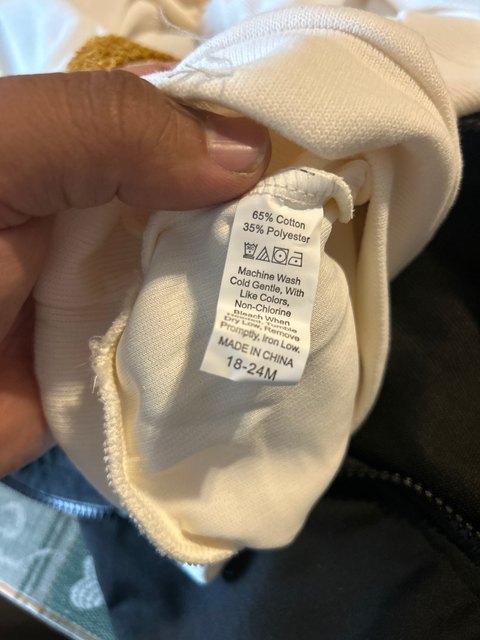 65% Cotton
35% Polyester
Machine Wash
Cold Gentle, With
Like Colors,
Non-Chlorine
Bleach When
Tumble
Dry Low, Remove
Promptly, Iron Low.
MADE IN CHINA
18-24M